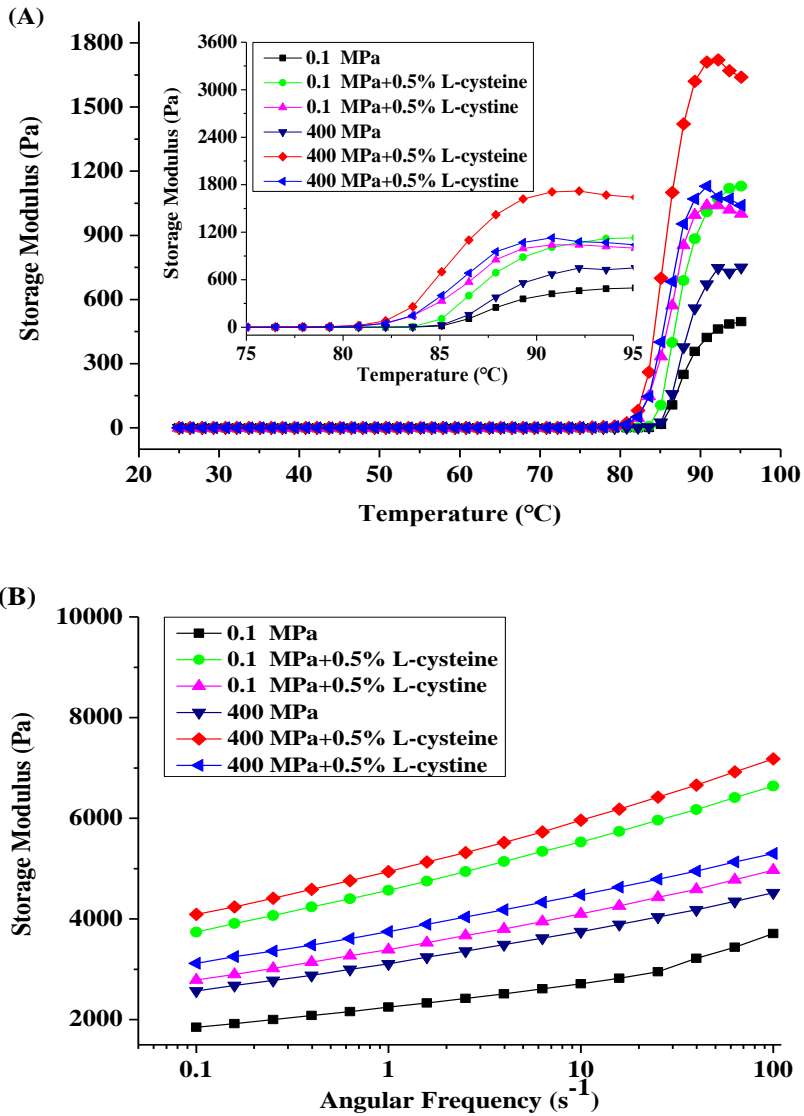 (A)
1800
1500
1200
900
600
300
0
Storage Modulus (Pa)
3600
3000
2400
1800
1200
600
0
Storage Modulus (Pa)
0.1 MPa
0.1 MPa+0.5% L-cysteine
0.1 MPa+0.5% L-cystine
400 MPa
400 MPa+0.5% L-cysteine
400 MPa+0.5% L-cystine
75 80 85 90 95
Temperature (°C)
20 30 40 50 60 70 80 90 100
Temperature (°C)
(B)
10000
8000
6000
4000
2000
Storage Modulus (Pa)
0.1 MPa
0.1 MPa+0.5% L-cysteine
0.1 MPa+0.5% L-cystine
400 MPa
400 MPa+0.5% L-cysteine
400 MPa+0.5% L-cystine
0.1 1 10 100
Angular Frequency (s⁻¹)